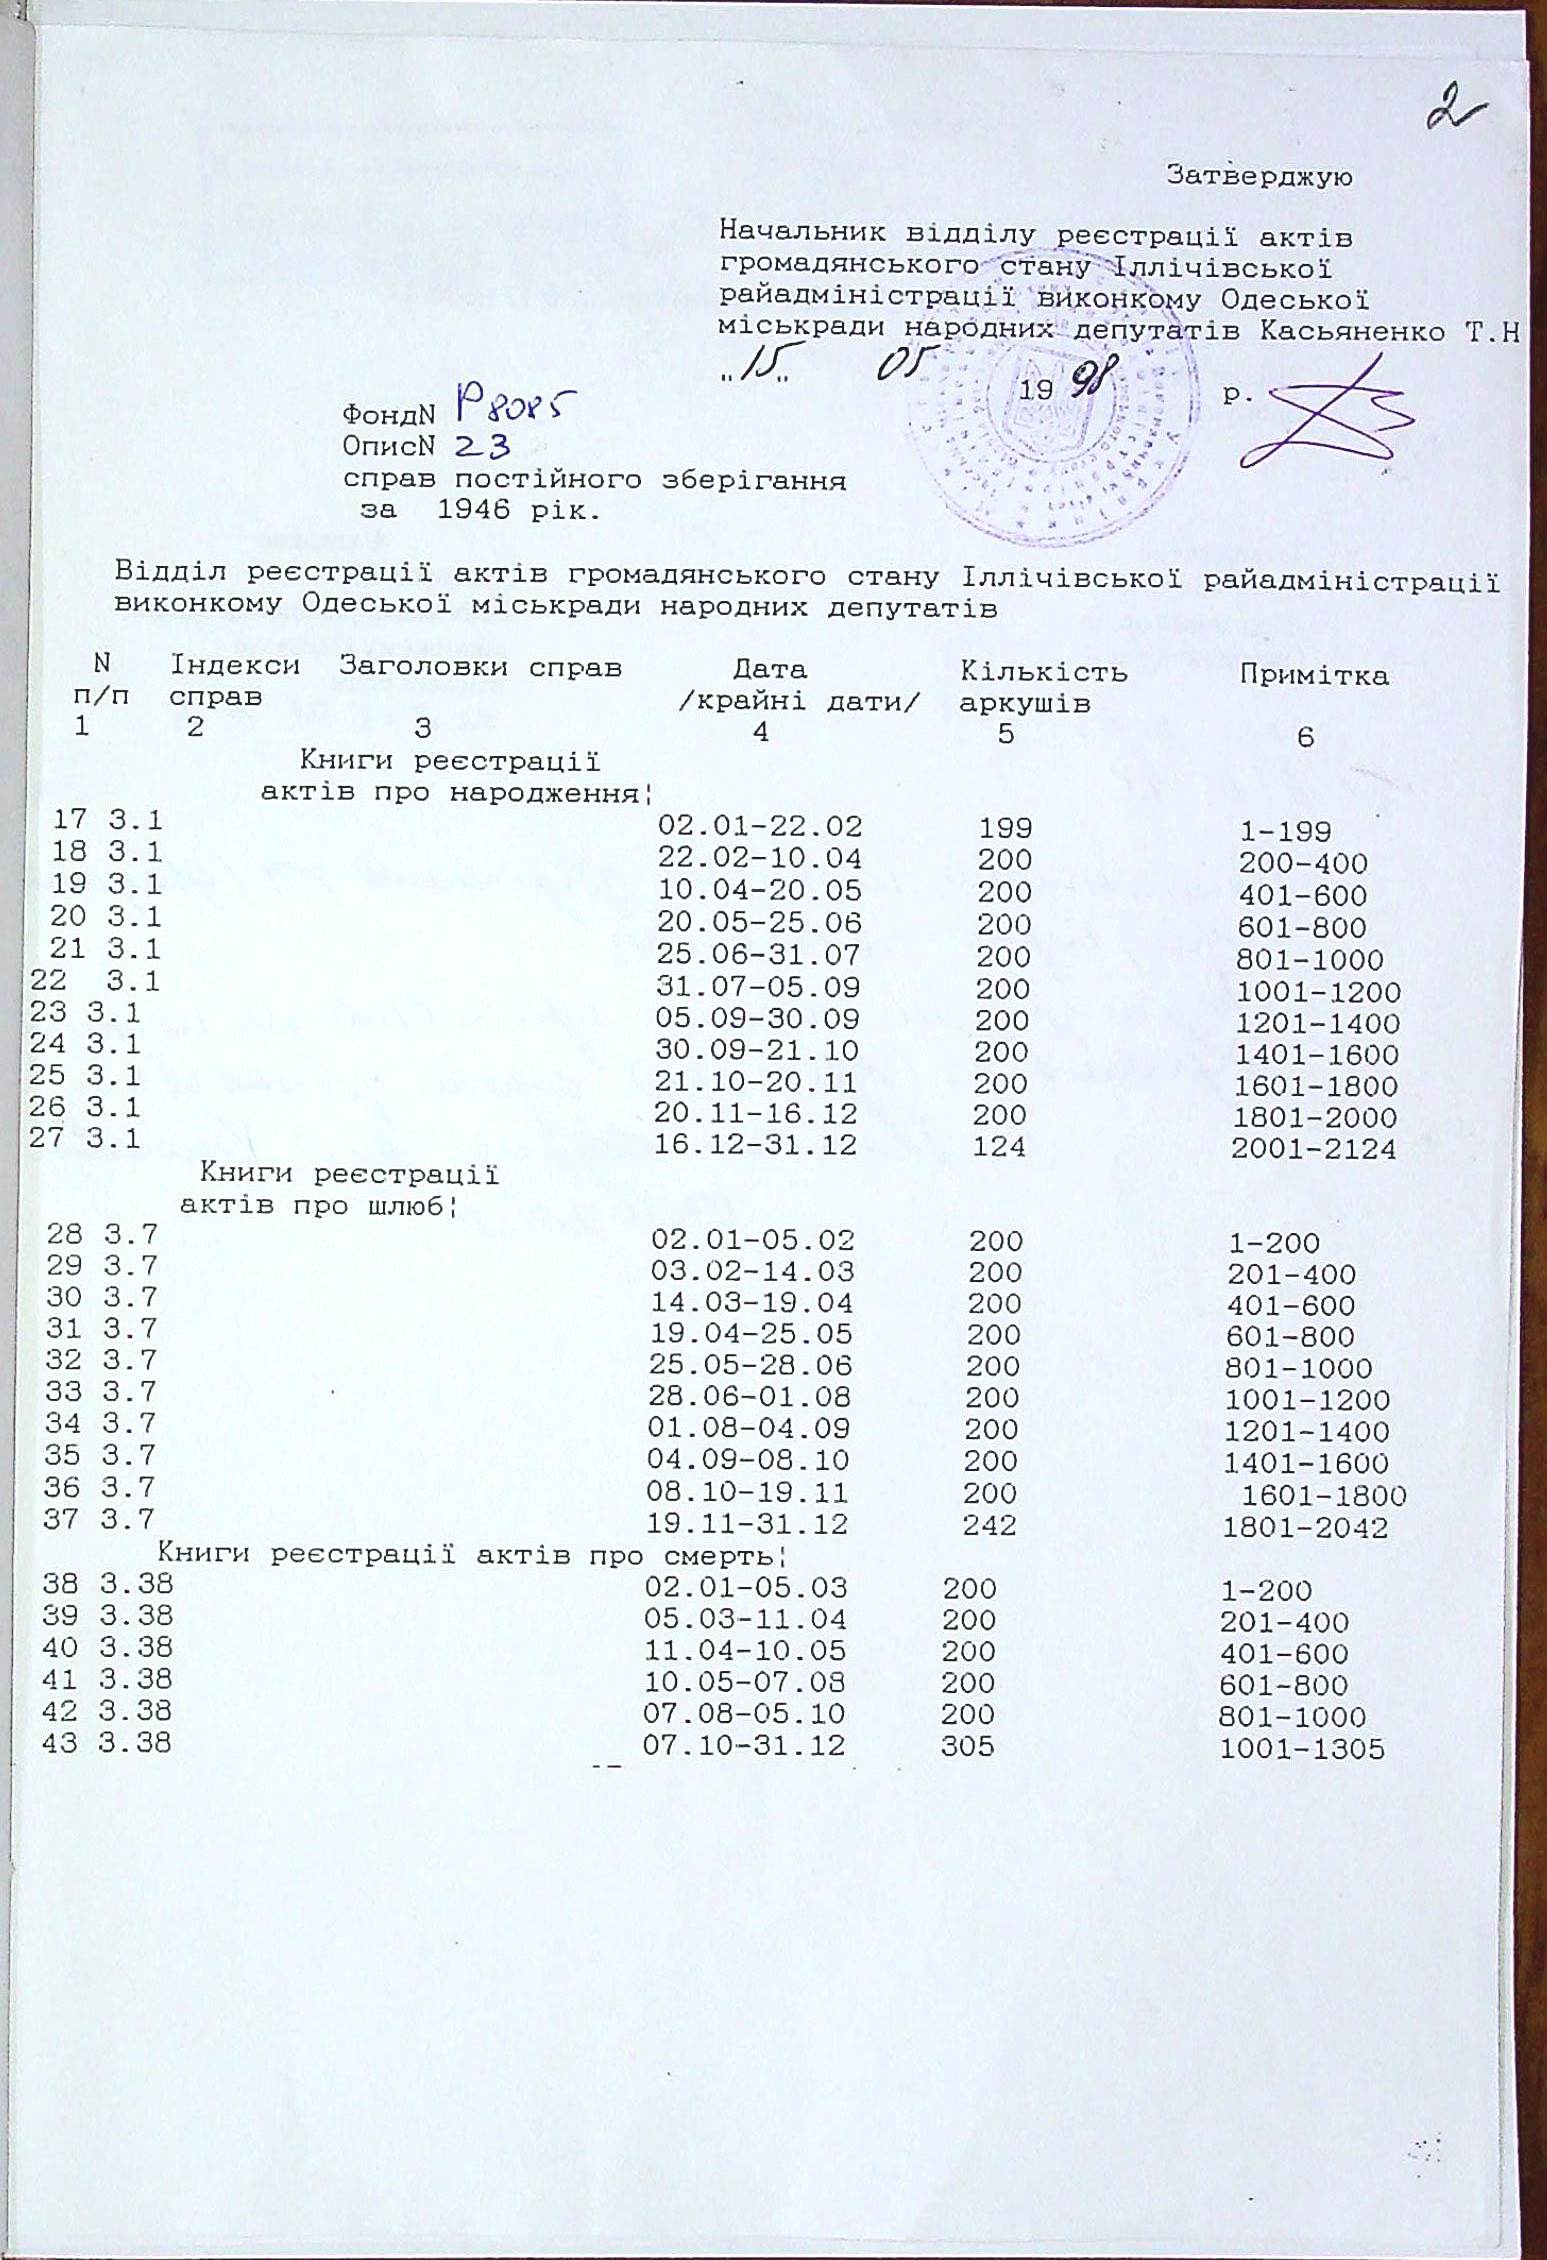 2
Затверджую
Начальник відділу реєстрації актів
громадянського стану Іллічівської
райадміністрації виконкому Одеської
міськради народних депутатів Касьяненко Т.Н
"15" 05 1998 р.
ФондN Р8085
ОписN 23
справ постійного зберігання
за 1946 рік.
Відділ реєстрації актів громадянського стану Іллічівської райадміністрації
виконкому Одеської міськради народних депутатів
N Індекси Заголовки справ Дата Кількість Примітка
п/п справ /крайні дати/ аркушів
1 2 3 4 5 6
Книги реєстрації
актів про народження¦
17 3.1 02.01-22.02 199 1-199
18 3.1 22.02-10.04 200 200-400
19 3.1 10.04-20.05 200 401-600
20 3.1 20.05-25.06 200 601-800
21 3.1 25.06-31.07 200 801-1000
22 3.1 31.07-05.09 200 1001-1200
23 3.1 05.09-30.09 200 1201-1400
24 3.1 30.09-21.10 200 1401-1600
25 3.1 21.10-20.11 200 1601-1800
26 3.1 20.11-16.12 200 1801-2000
27 3.1 16.12-31.12 124 2001-2124
Книги реєстрації
актів про шлюб¦
28 3.7 02.01-05.02 200 1-200
29 3.7 03.02-14.03 200 201-400
30 3.7 14.03-19.04 200 401-600
31 3.7 19.04-25.05 200 601-800
32 3.7 25.05-28.06 200 801-1000
33 3.7 28.06-01.08 200 1001-1200
34 3.7 01.08-04.09 200 1201-1400
35 3.7 04.09-08.10 200 1401-1600
36 3.7 08.10-19.11 200 1601-1800
37 3.7 19.11-31.12 242 1801-2042
Книги реєстрації актів про смерть¦
38 3.38 02.01-05.03 200 1-200
39 3.38 05.03-11.04 200 201-400
40 3.38 11.04-10.05 200 401-600
41 3.38 10.05-07.08 200 601-800
42 3.38 07.08-05.10 200 801-1000
43 3.38 07.10-31.12 305 1001-1305